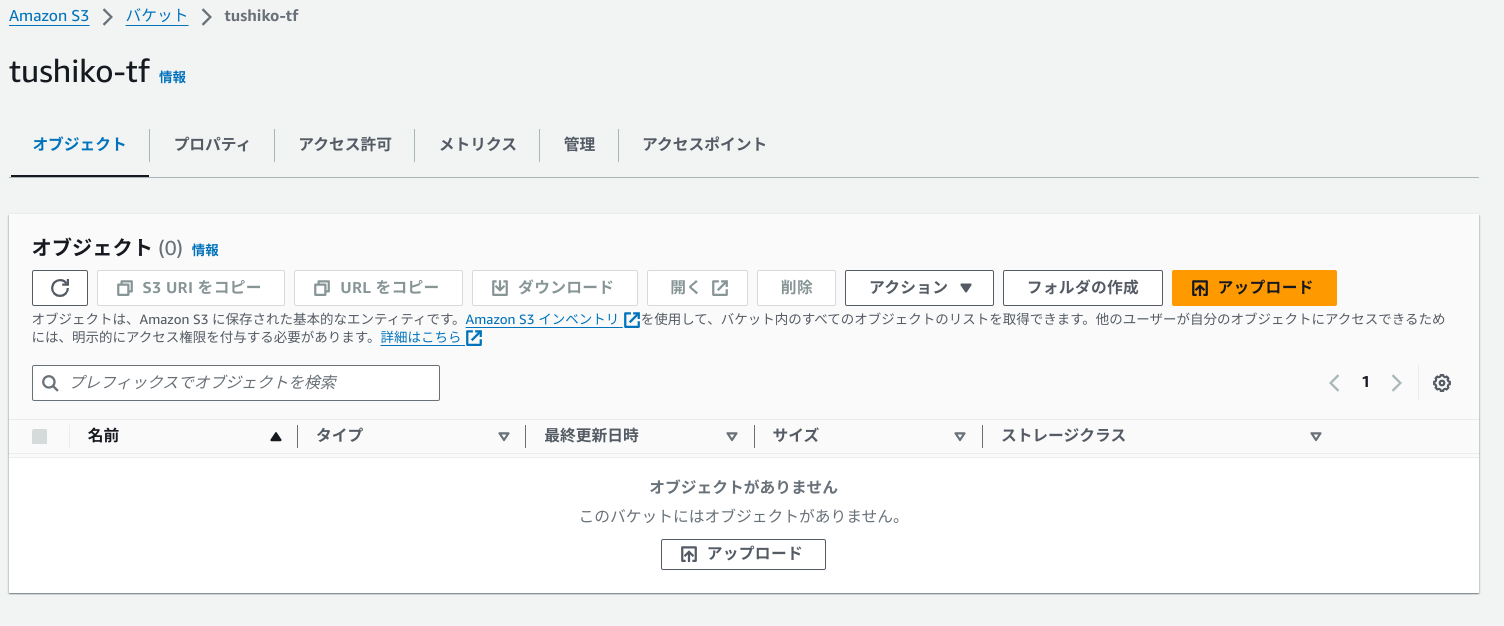 Amazon S3 > バケット > tushiko-tf
tushiko-tf 情報
オブジェクト プロパティ アクセス許可 メトリクス 管理 アクセスポイント
オブジェクト (0) 情報
S3 URI をコピー URL をコピー ダウンロード 開く 削除 アクション フォルダの作成 アップロード
オブジェクトは、Amazon S3 に保存された基本的なエンティティです。Amazon S3 インベントリ を使用して、バケット内のすべてのオブジェクトのリストを取得できます。他のユーザーが自分のオブジェクトにアクセスできるため
には、明示的にアクセス権限を付与する必要があります。詳細はこちら
プレフィックスでオブジェクトを検索 1
名前 タイプ 最終更新日時 サイズ ストレージクラス
オブジェクトがありません
このバケットにはオブジェクトがありません。
アップロード